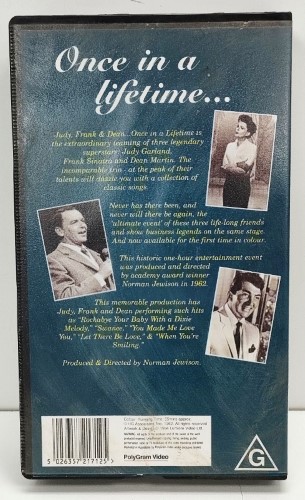 Once in a
lifetime...
Judy, Frank & Dean...Once in a Lifetime is
the extraordinary teaming of three legendary
superstars: Judy Garland,
Frank Sinatra and Dean Martin. The
incomparable trio - at the peak of their
talents will dazzle you with a collection of
classic songs.
Never has there been, and
never will there be again, the
'ultimate event' of these three life-long friends
and show business legends on the same stage.
And now available for the first time in colour.
This historic one-hour entertainment event
was produced and directed
by academy award winner
Norman Jewison in
1962.
This memorable production has
Judy, Frank and Dean performing such hits
as "Rockabye Your Baby With a Dixie
Melody," "Swanee," "You Made Me Love
You," "Let There Be Love," & "When You're
Smiling."
Produced & Directed by Norman Jewison.
5 026357 217125
PolyGram Video
G